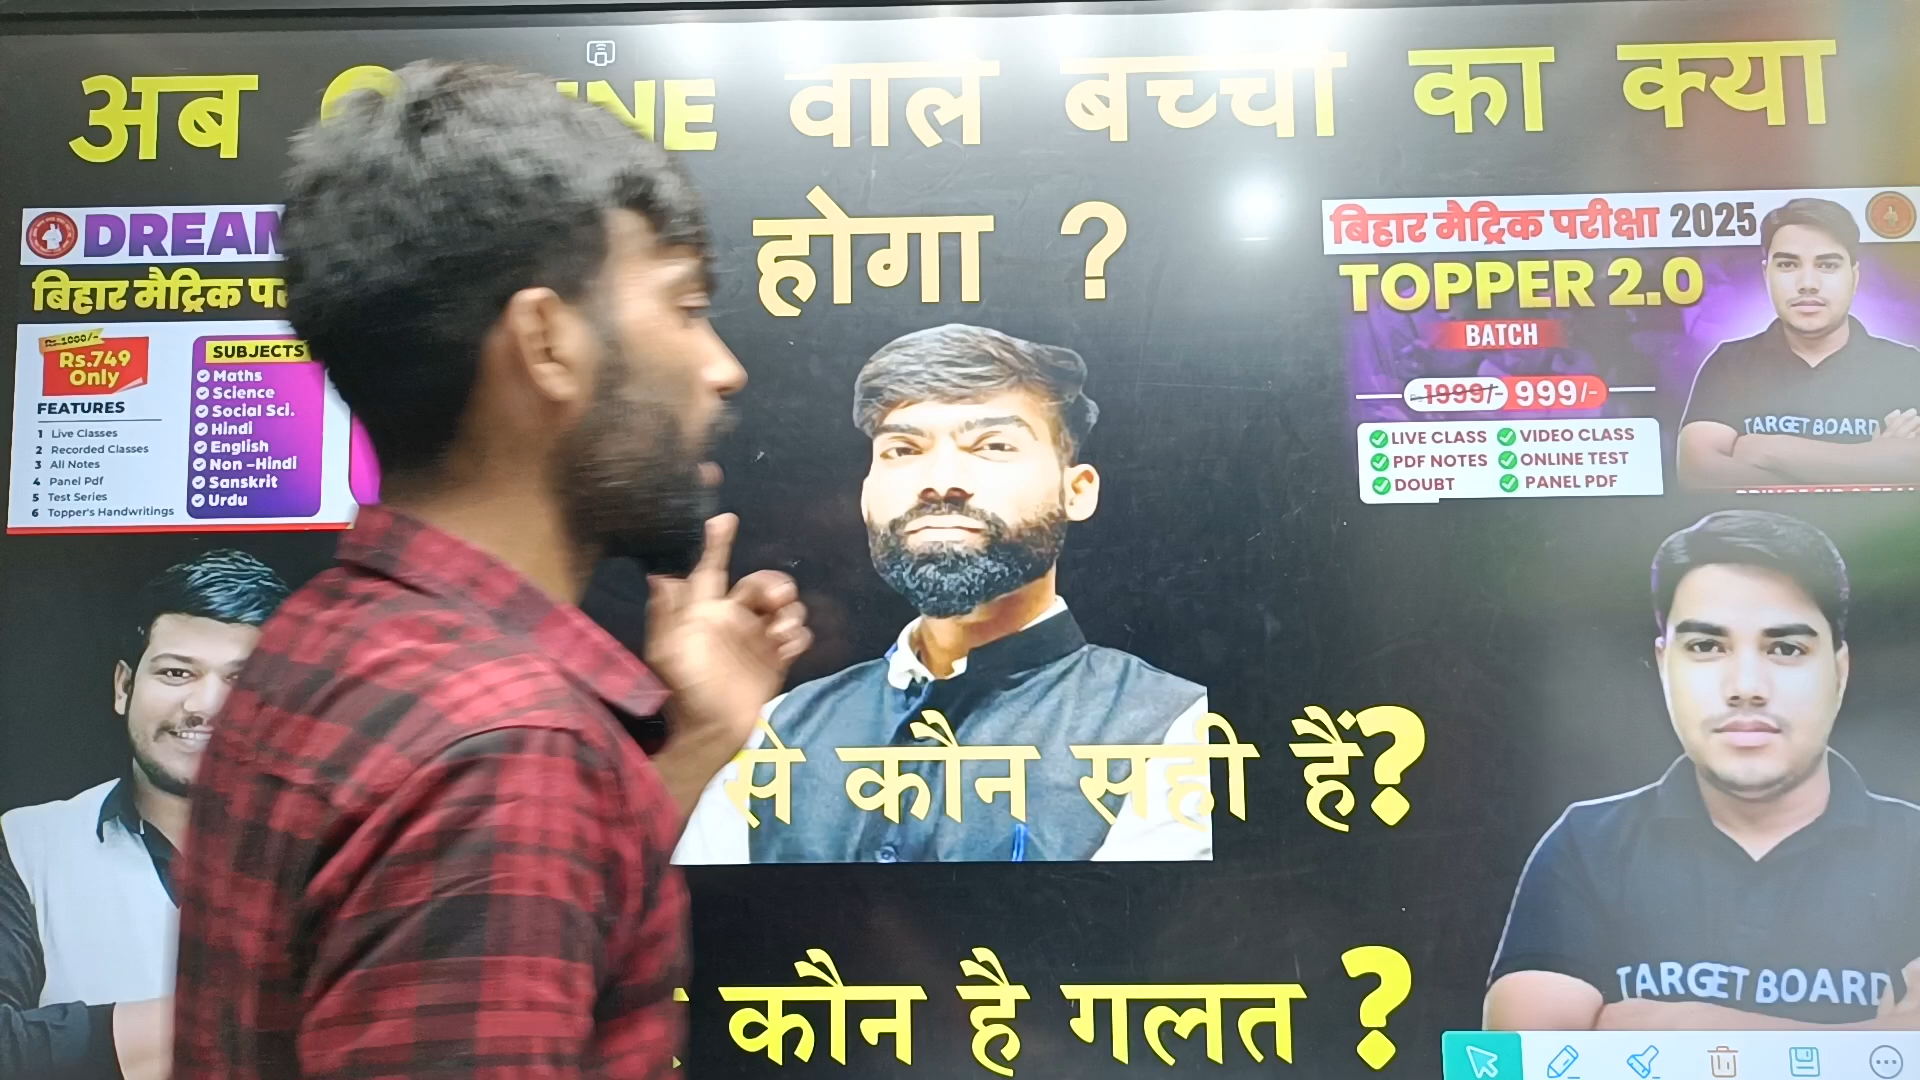 अब वाले बच्चों का क्या
होगा ?
DREAM
बिहार मैट्रिक
Rs.1000/-
Rs.749
Only
FEATURES
1 Live Classes
2 Recorded Classes
3 All Notes
4 Panel Pdf
5 Test Series
6 Topper's Handwritings
SUBJECTS
Maths
Science
Social Sci.
Hindi
English
Non -Hindi
Sanskrit
Urdu
बिहार मैट्रिक परीक्षा 2025
TOPPER 2.0
BATCH
1999/- 999/-
LIVE CLASS VIDEO CLASS
PDF NOTES ONLINE TEST
DOUBT PANEL PDF
TARGET BOARD
से कौन सही हैं?
कौन है गलत ?
TARGET BOARD